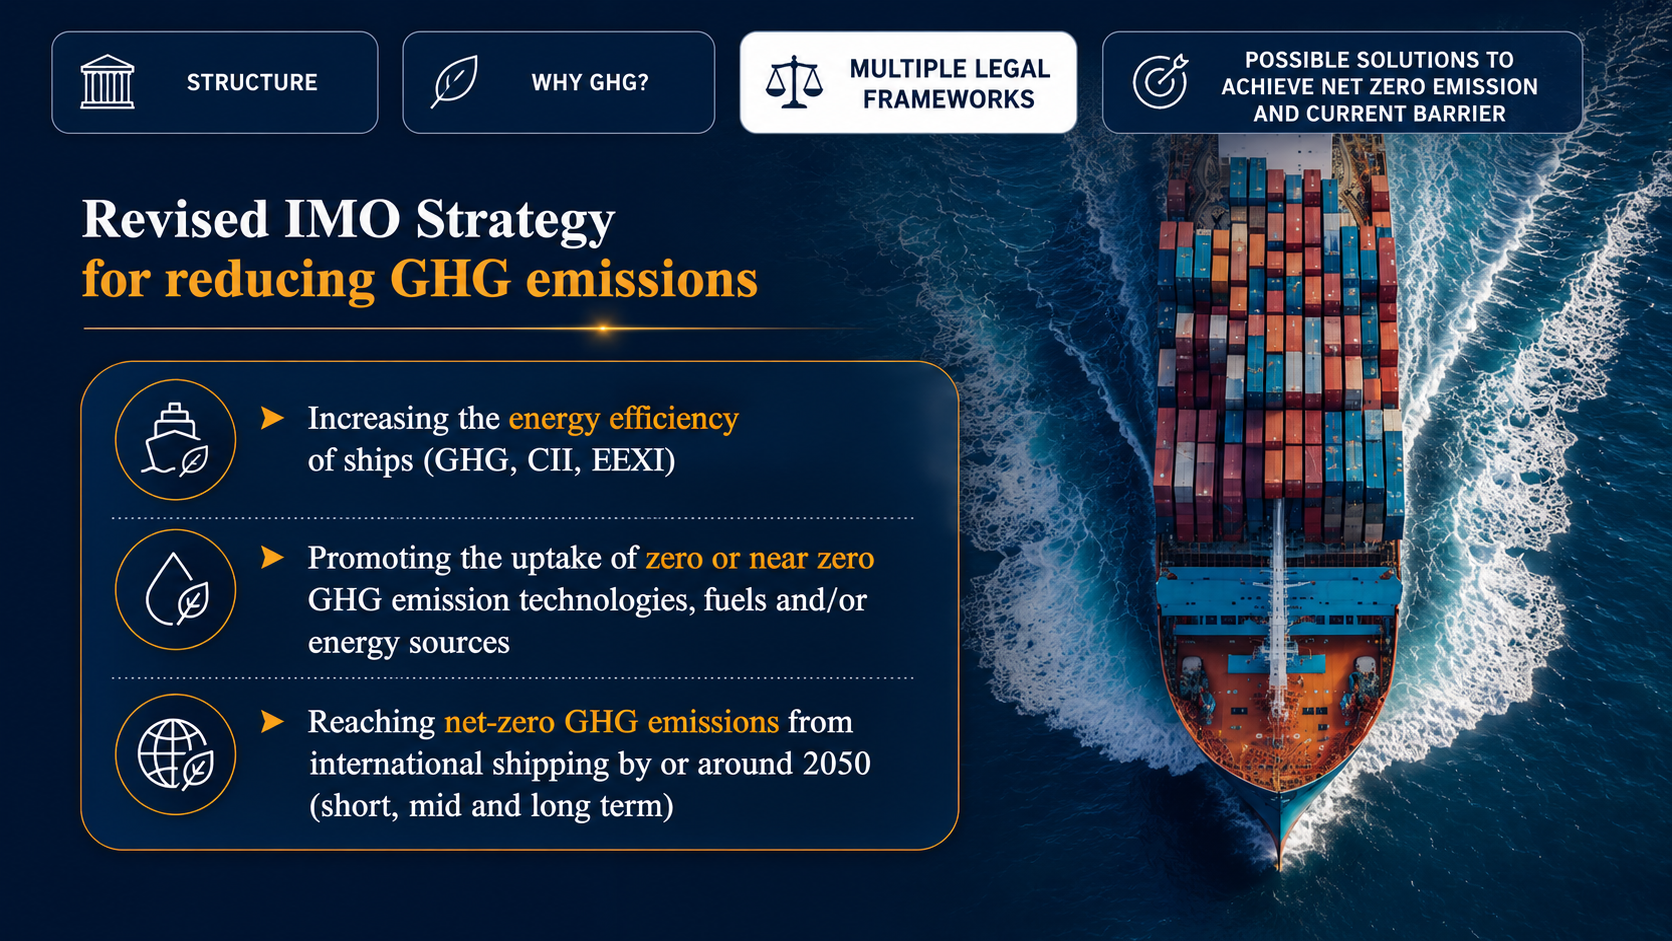 STRUCTURE
WHY GHG?
MULTIPLE LEGAL
FRAMEWORKS
POSSIBLE SOLUTIONS TO
ACHIEVE NET ZERO EMISSION
AND CURRENT BARRIER
Revised IMO Strategy
for reducing GHG emissions
➤ Increasing the energy efficiency
of ships (GHG, CII, EEXI)
➤ Promoting the uptake of zero or near zero
GHG emission technologies, fuels and/or
energy sources
➤ Reaching net-zero GHG emissions from
international shipping by or around 2050
(short, mid and long term)